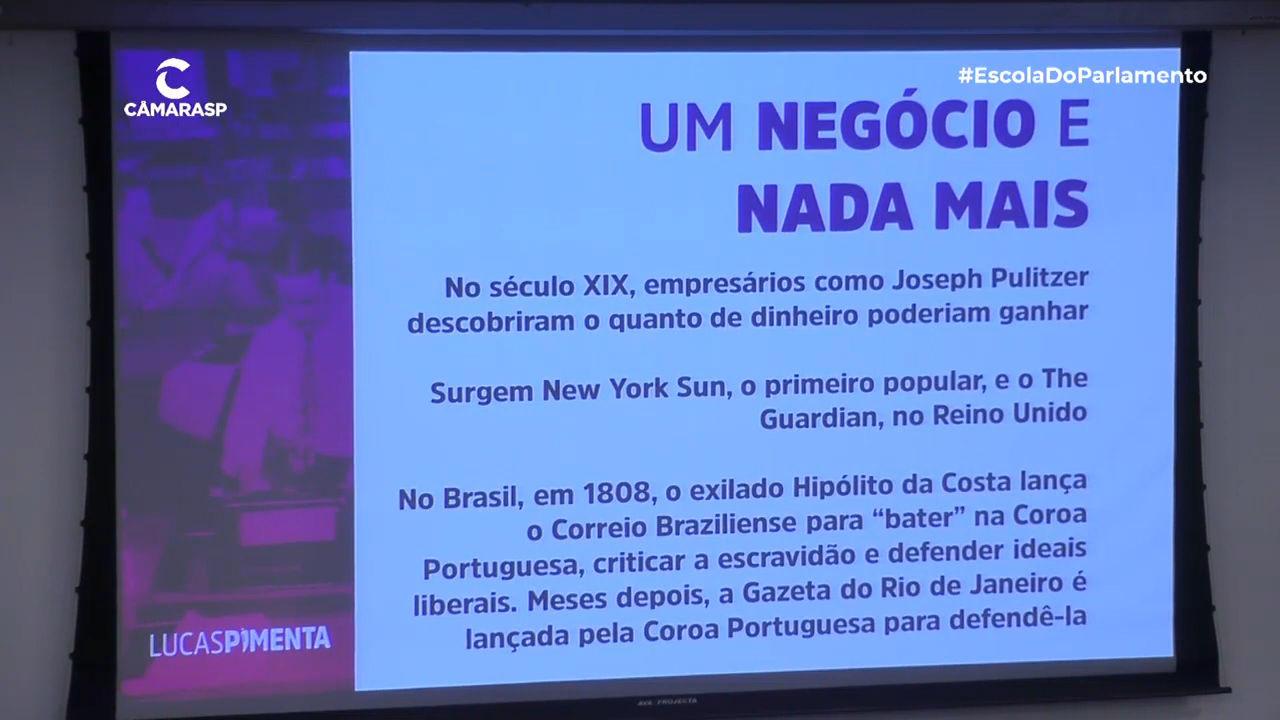 CÂMARASP
#EscolaDoParlamento
UM NEGÓCIO E
NADA MAIS
No século XIX, empresários como Joseph Pulitzer
descobriram o quanto de dinheiro poderiam ganhar
Surgem New York Sun, o primeiro popular, e o The
Guardian, no Reino Unido
No Brasil, em 1808, o exilado Hipólito da Costa lança
o Correio Braziliense para “bater” na Coroa
Portuguesa, criticar a escravidão e defender ideais
liberais. Meses depois, a Gazeta do Rio de Janeiro é
lançada pela Coroa Portuguesa para defendê-la
LUCASPIMENTA
AVA PROJECTA